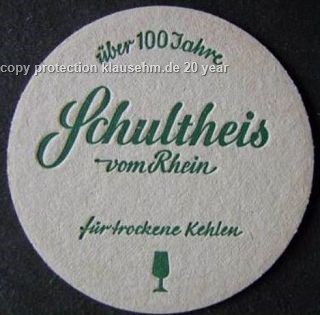 über 100 Jahre
copy protection klausehm.de 20 year
Schultheis
vom Rhein
für trockene Kehlen